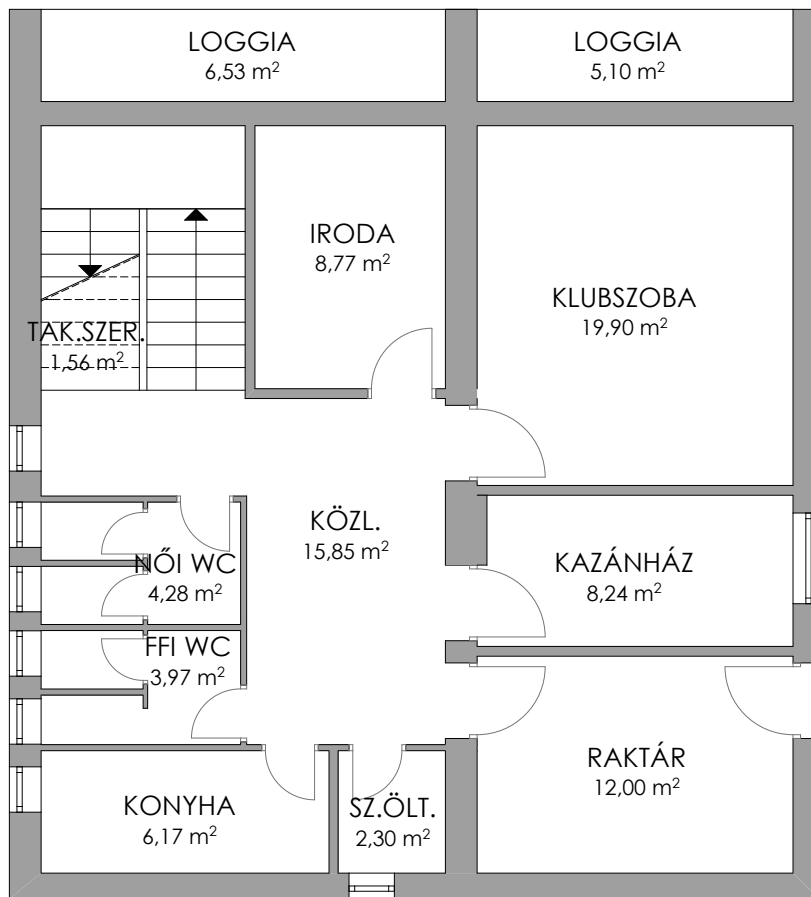 LOGGIA
6,53 m²
LOGGIA
5,10 m²
IRODA
8,77 m²
KLUBSZOBA
19,90 m²
TAK.SZER.
1,56 m²
KÖZL.
15,85 m²
NŐI WC
4,28 m²
KAZÁNHÁZ
8,24 m²
FFI WC
3,97 m²
RAKTÁR
12,00 m²
KONYHA
6,17 m²
SZ.ÖLT.
2,30 m²